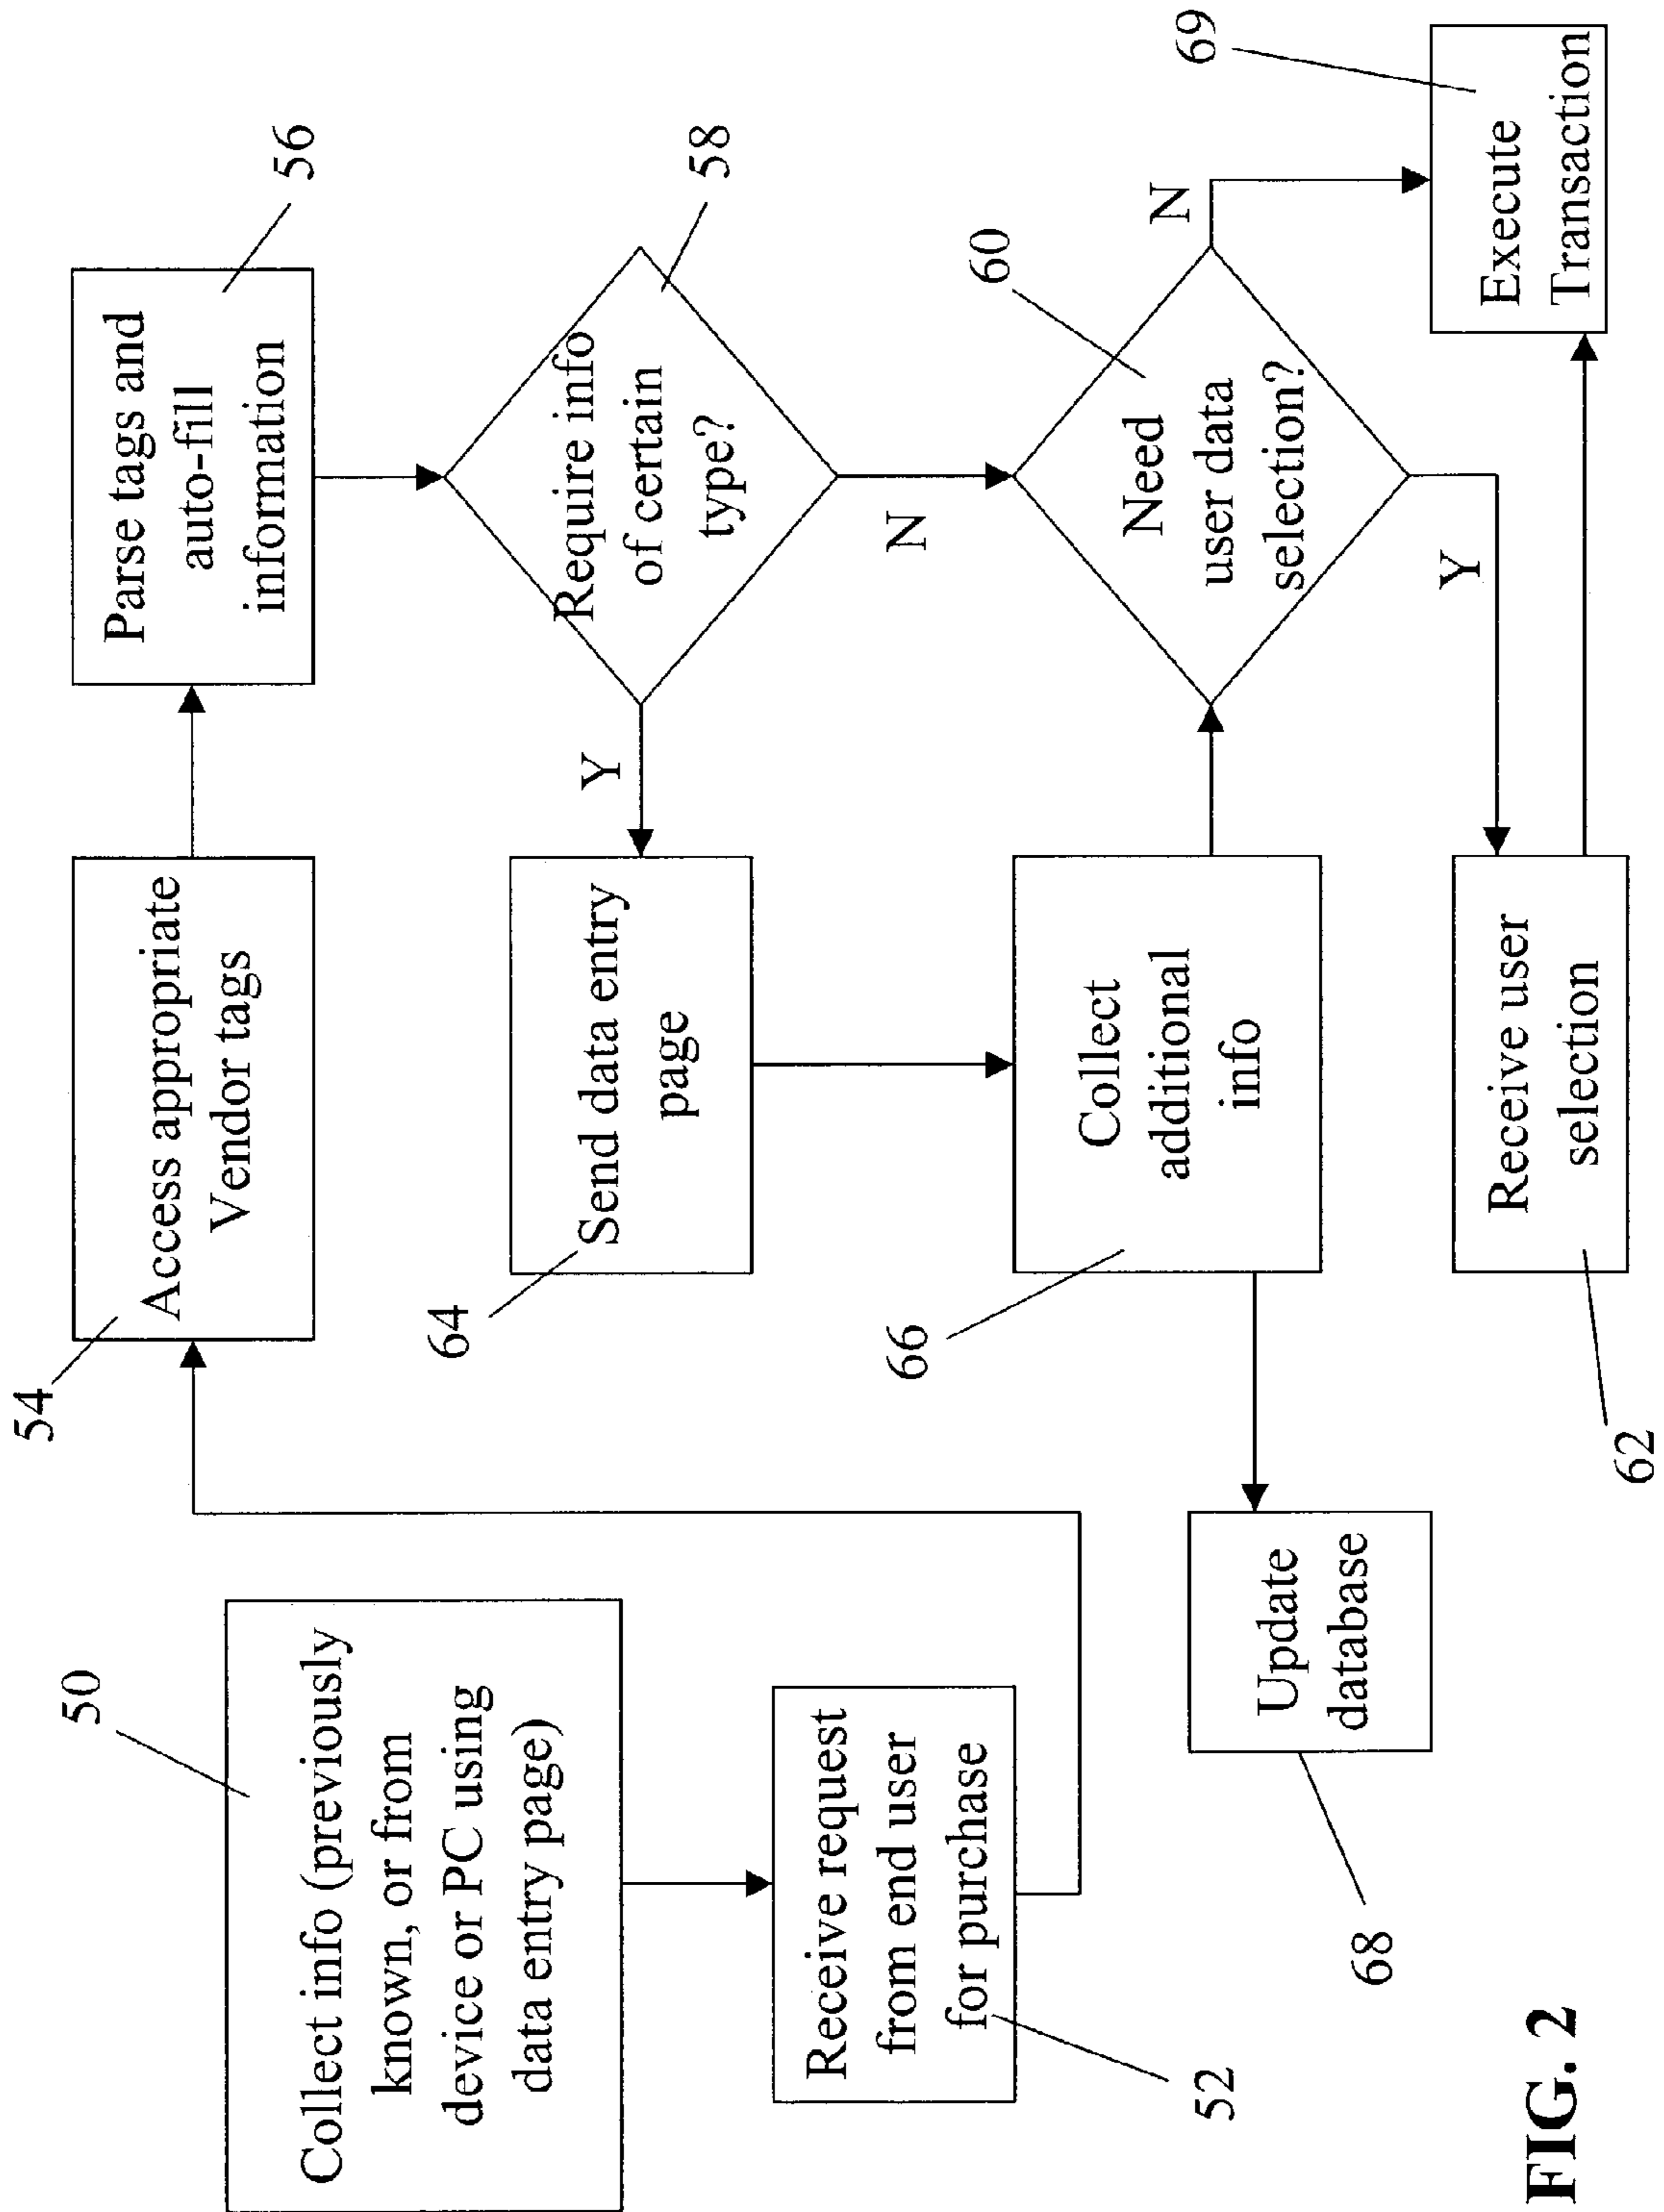 50
Collect info (previously
known, or from
device or PC using
data entry page)
Receive request
from end user
for purchase
52
54
Access appropriate
Vendor tags
Parse tags and
auto-fill
information
56
Require info
of certain
type?
58
Y
N
64
Send data entry
page
66
Collect
additional
info
Update
database
68
60
Need
user data
selection?
N
Y
Receive user
selection
62
Execute
Transaction
69
FIG. 2